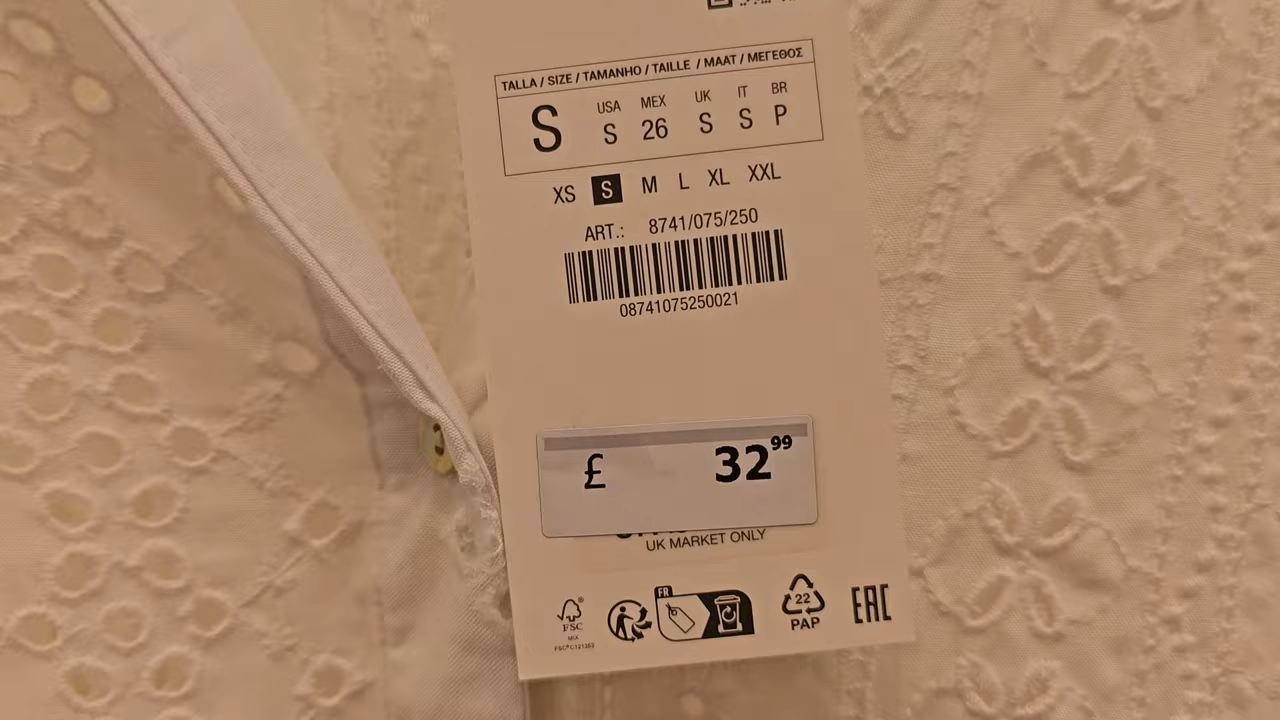 TALLA / SIZE / TAMANHO / TAILLE / MAAT / ΜΕΓΕΘΟΣ
S
USA MEX UK IT BR
S 26 S S P
XS S M L XL XXL
ART.: 8741/075/250
08741075250021
£ 32⁹⁹
UK MARKET ONLY
FSC
MIX
FR
22
PAP
EAC